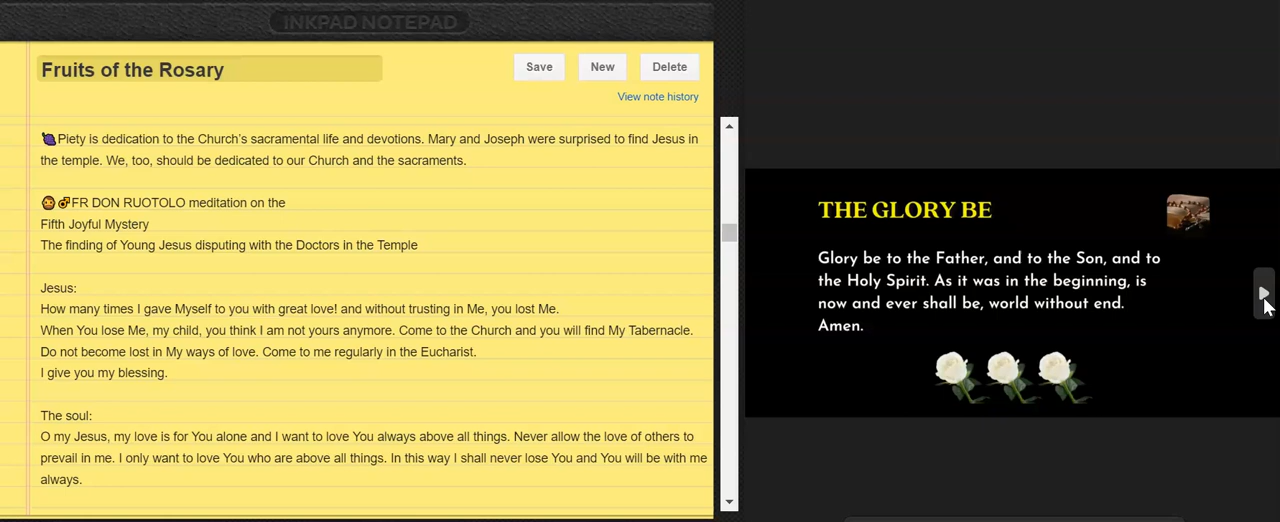 INKPAD NOTEPAD
Fruits of the Rosary
Save
New
Delete
View note history
Piety is dedication to the Church's sacramental life and devotions. Mary and Joseph were surprised to find Jesus in
the temple. We, too, should be dedicated to our Church and the sacraments.
FR DON RUOTOLO meditation on the
Fifth Joyful Mystery
The finding of Young Jesus disputing with the Doctors in the Temple
Jesus:
How many times I gave Myself to you with great love! and without trusting in Me, you lost Me.
When You lose Me, my child, you think I am not yours anymore. Come to the Church and you will find My Tabernacle.
Do not become lost in My ways of love. Come to me regularly in the Eucharist.
I give you my blessing.
The soul:
O my Jesus, my love is for You alone and I want to love You always above all things. Never allow the love of others to
prevail in me. I only want to love You who are above all things. In this way I shall never lose You and You will be with me
always.
THE GLORY BE
Glory be to the Father, and to the Son, and to
the Holy Spirit. As it was in the beginning, is
now and ever shall be, world without end.
Amen.